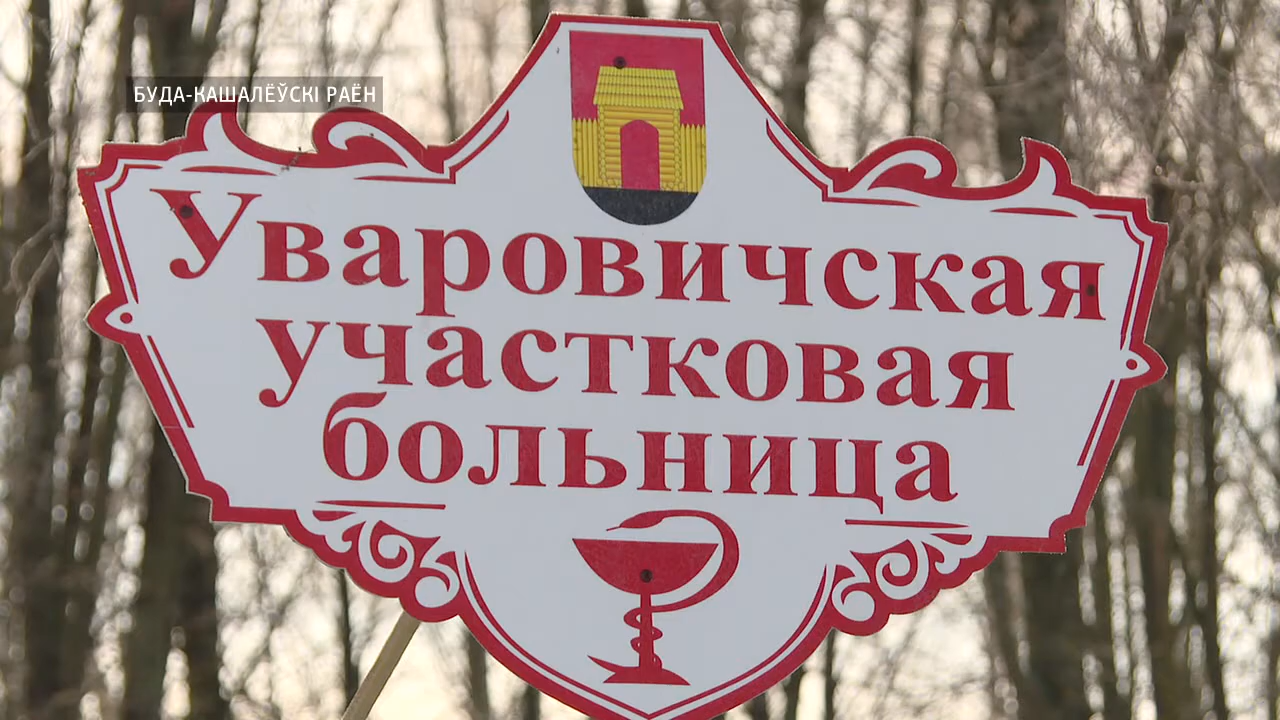 БУДА-КАШАЛЁЎСКІ РАЁН
Уваровичская
участковая
больница